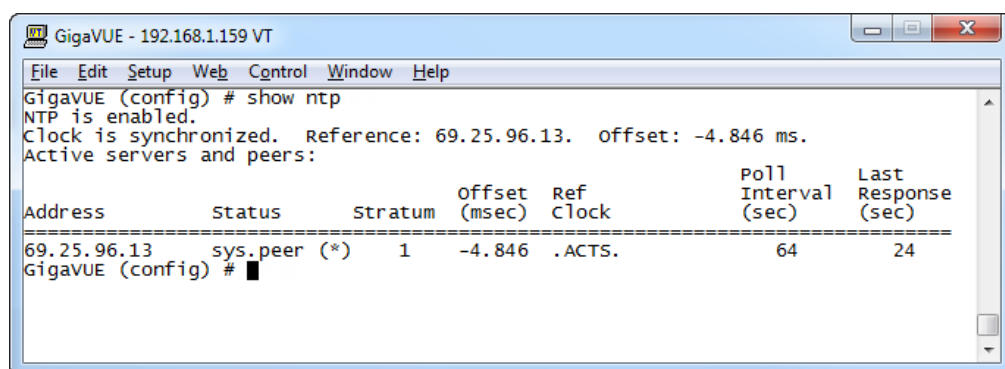 GigaVUE - 192.168.1.159 VT
File Edit Setup Web Control Window Help
GigaVUE (config) # show ntp
NTP is enabled.
Clock is synchronized. Reference: 69.25.96.13. Offset: -4.846 ms.
Active servers and peers:
Poll Last
Offset Ref Interval Response
Address Status Stratum (msec) Clock (sec) (sec)
================================================================================
69.25.96.13 sys.peer (*) 1 -4.846 .ACTS. 64 24
GigaVUE (config) #